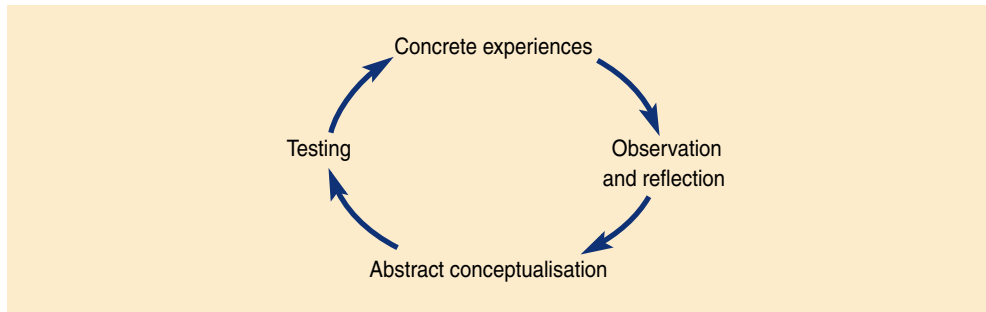 Concrete experiences
Testing
Observation
and reflection
Abstract conceptualisation